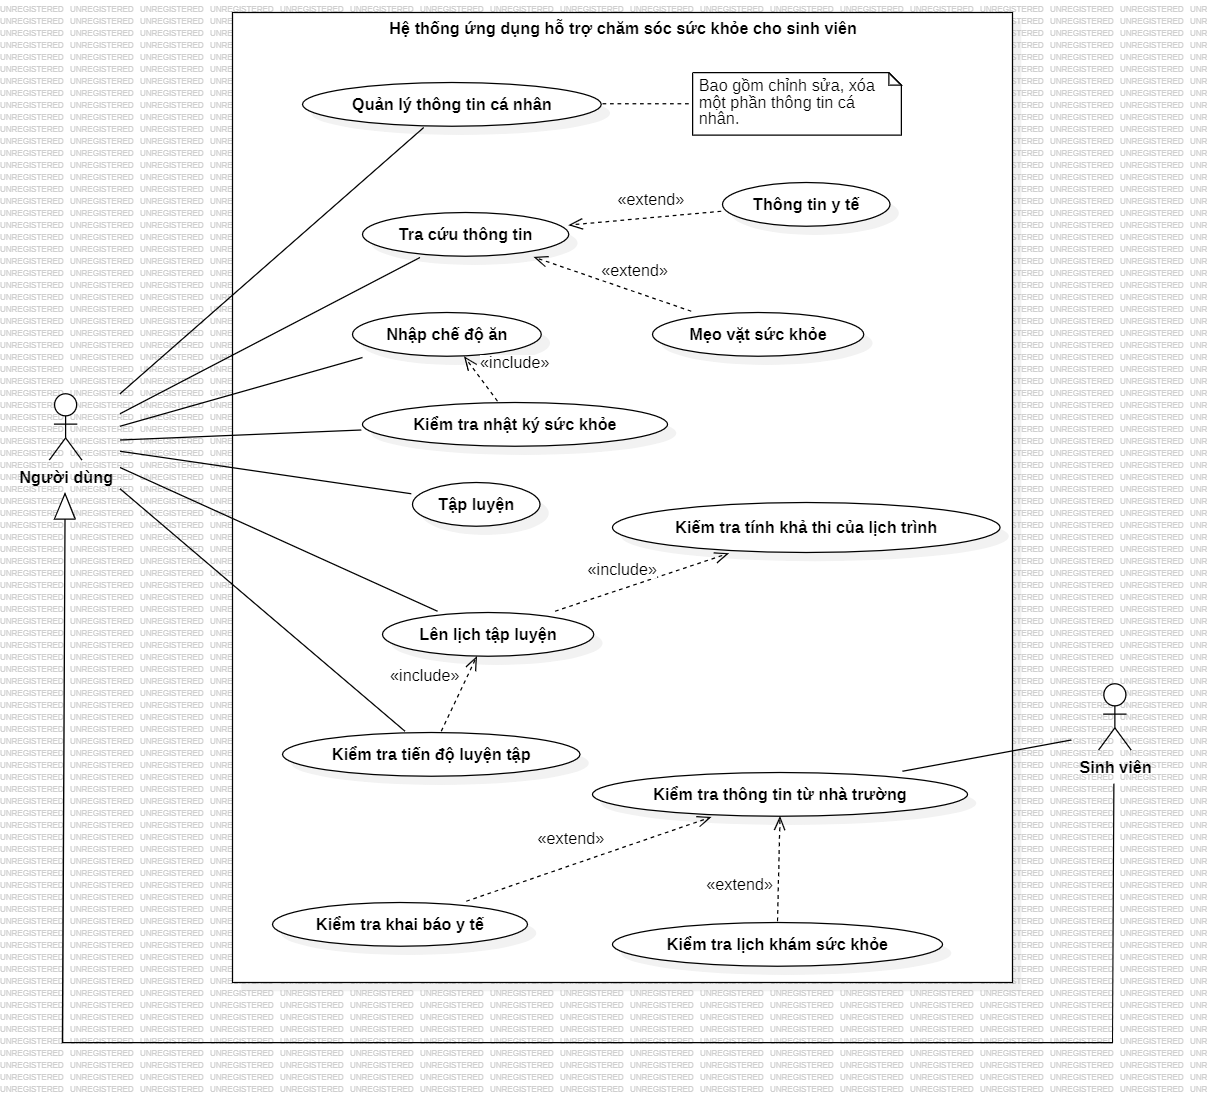 Hệ thống ứng dụng hỗ trợ chăm sóc sức khỏe cho sinh viên
Quản lý thông tin cá nhân
Bao gồm chỉnh sửa, xóa
một phần thông tin cá
nhân.
«extend»
Thông tin y tế
Tra cứu thông tin
«extend»
Nhập chế độ ăn
Mẹo vặt sức khỏe
«include»
Kiểm tra nhật ký sức khỏe
Người dùng
Tập luyện
Kiểm tra tính khả thi của lịch trình
«include»
Lên lịch tập luyện
«include»
Kiểm tra tiến độ luyện tập
Sinh viên
Kiểm tra thông tin từ nhà trường
«extend»
«extend»
Kiểm tra khai báo y tế
Kiểm tra lịch khám sức khỏe
UNREGISTERED